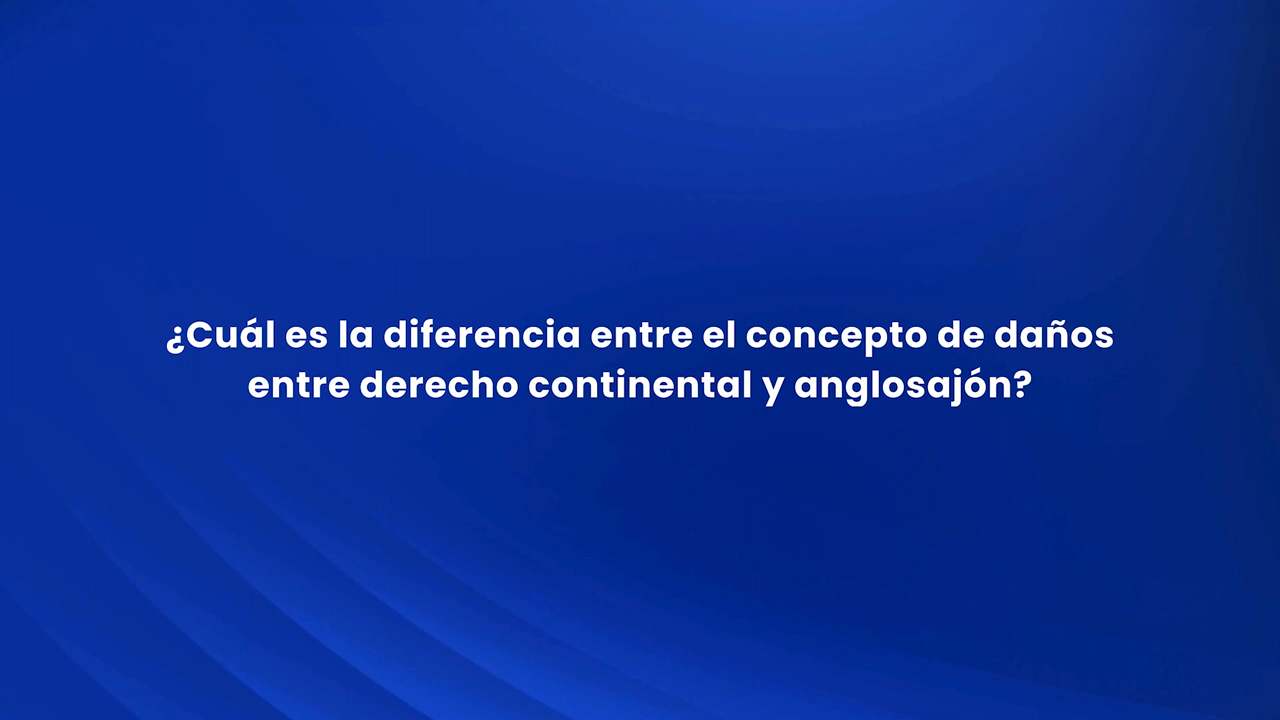 ¿Cuál es la diferencia entre el concepto de daños
entre derecho continental y anglosajón?